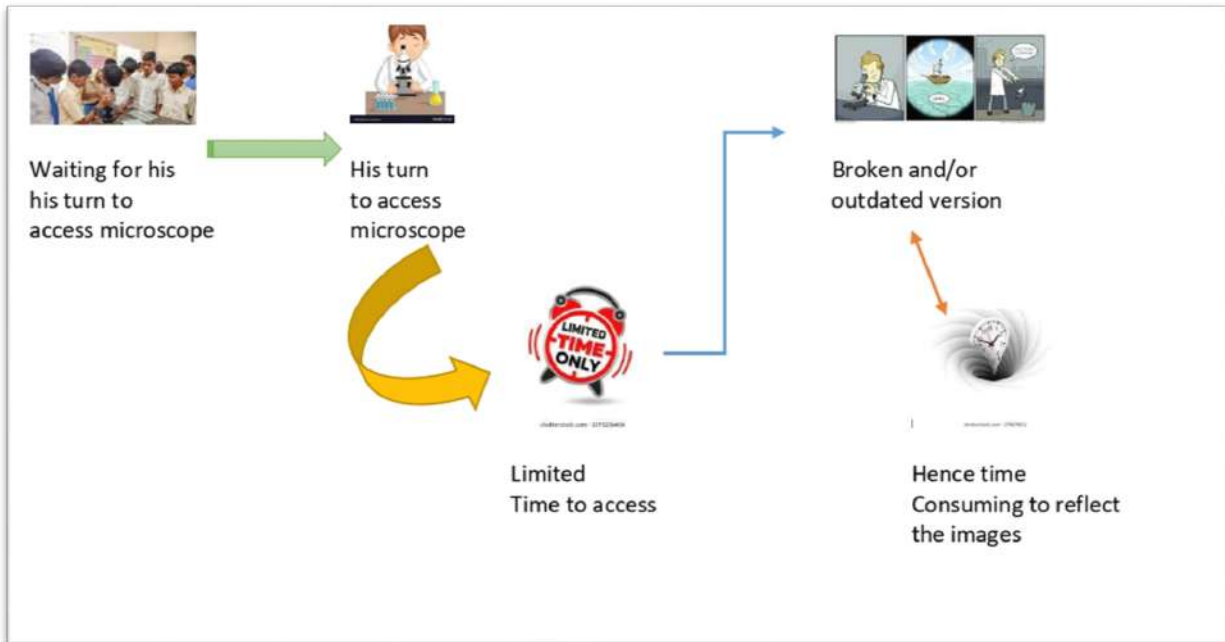 Waiting for his
his turn to
access microscope
His turn
to access
microscope
LIMITED
TIME
ONLY
Limited
Time to access
Broken and/or
outdated version
Hence time
Consuming to reflect
the images